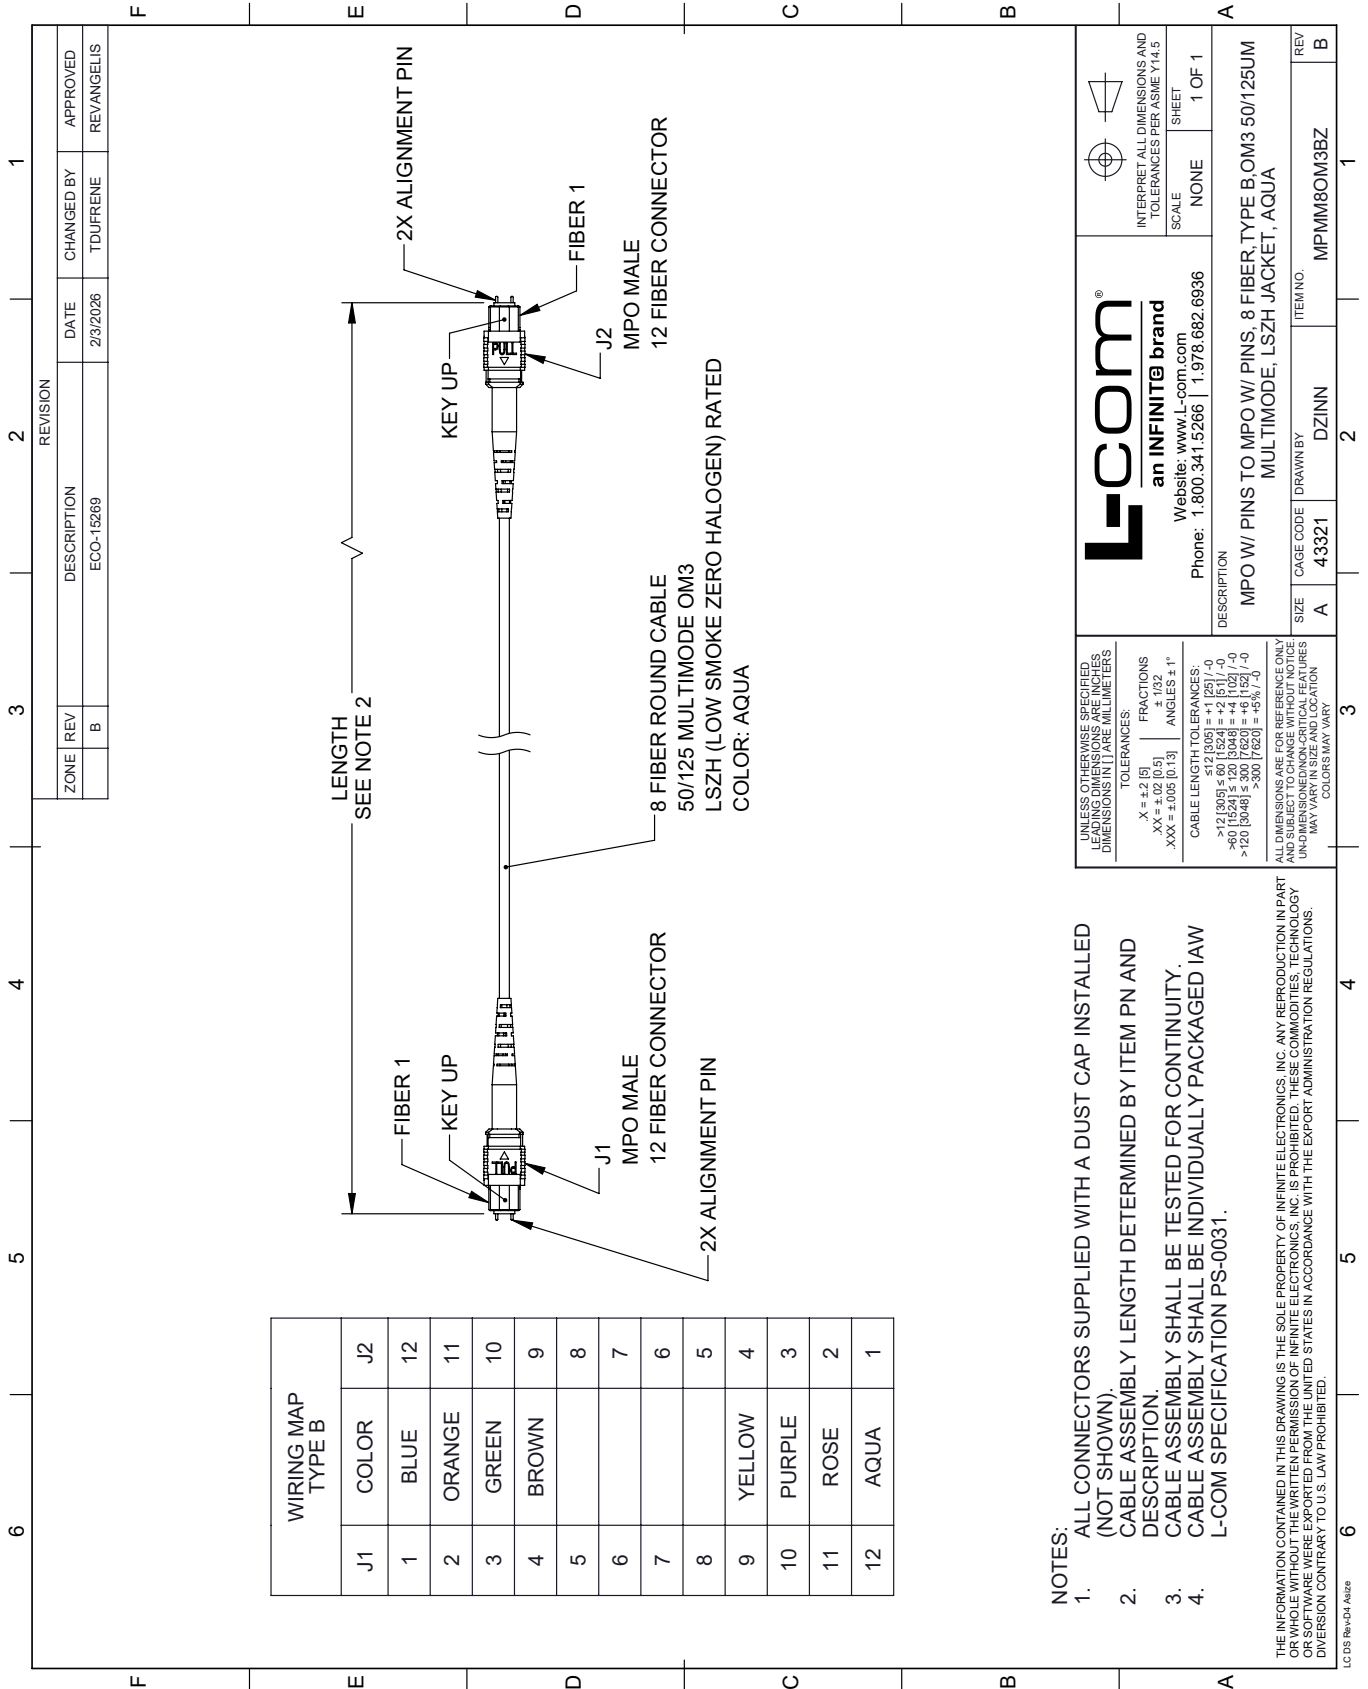 6
5
4
3
2
1
F
E
D
C
B
A
REVISION
ZONE
REV
DESCRIPTION
DATE
CHANGED BY
APPROVED
B
ECO-15269
2/3/2026
TDUFRENE
REVANGELIS
WIRING MAP
TYPE B
J1 COLOR J2
1 BLUE 12
2 ORANGE 11
3 GREEN 10
4 BROWN 9
5 8
6 7
7 6
8 5
9 YELLOW 4
10 PURPLE 3
11 ROSE 2
12 AQUA 1
LENGTH
SEE NOTE 2
FIBER 1
KEY UP
PULL
J1
MPO MALE
12 FIBER CONNECTOR
2X ALIGNMENT PIN
8 FIBER ROUND CABLE
50/125 MULTIMODE OM3
LSZH (LOW SMOKE ZERO HALOGEN) RATED
COLOR: AQUA
KEY UP
PULL
2X ALIGNMENT PIN
FIBER 1
J2
MPO MALE
12 FIBER CONNECTOR
NOTES:
1. ALL CONNECTORS SUPPLIED WITH A DUST CAP INSTALLED
(NOT SHOWN).
2. CABLE ASSEMBLY LENGTH DETERMINED BY ITEM PN AND
DESCRIPTION.
3. CABLE ASSEMBLY SHALL BE TESTED FOR CONTINUITY.
4. CABLE ASSEMBLY SHALL BE INDIVIDUALLY PACKAGED IAW
L-COM SPECIFICATION PS-0031.
THE INFORMATION CONTAINED IN THIS DRAWING IS THE SOLE PROPERTY OF INFINITE ELECTRONICS, INC. ANY REPRODUCTION IN PART
OR WHOLE WITHOUT THE WRITTEN PERMISSION OF INFINITE ELECTRONICS, INC. IS PROHIBITED. THESE COMMODITIES, TECHNOLOGY
OR SOFTWARE WERE EXPORTED FROM THE UNITED STATES IN ACCORDANCE WITH THE EXPORT ADMINISTRATION REGULATIONS.
DIVERSION CONTRARY TO U.S. LAW PROHIBITED.
UNLESS OTHERWISE SPECIFIED
LEADING DIMENSIONS ARE INCHES
DIMENSIONS IN [ ] ARE MILLIMETERS
TOLERANCES:
.X = ±.2 [5]
.XX = ±.02 [0.5]
.XXX = ±.005 [0.13]
FRACTIONS
± 1/32
ANGLES ± 1°
CABLE LENGTH TOLERANCES:
≤12 [305] = +1 [25] / -0
>12 [305] ≤ 60 [1524] = +2 [51] / -0
>60 [1524] ≤ 120 [3048] = +4 [102] / -0
>120 [3048] ≤ 300 [7620] = +6 [152] / -0
>300 [7620] = +5% / -0
ALL DIMENSIONS ARE FOR REFERENCE ONLY
AND SUBJECT TO CHANGE WITHOUT NOTICE.
UN-DIMENSIONED/NON-CRITICAL FEATURES
MAY VARY IN SIZE AND LOCATION
COLORS MAY VARY
L-com®
an INFINITE brand
Website: www.L-com.com
Phone: 1.800.341.5266 | 1.978.682.6936
INTERPRET ALL DIMENSIONS AND
TOLERANCES PER ASME Y14.5
SCALE
NONE
SHEET
1 OF 1
DESCRIPTION
MPO W/ PINS TO MPO W/ PINS, 8 FIBER,TYPE B,OM3 50/125UM
MULTIMODE, LSZH JACKET, AQUA
SIZE
A
CAGE CODE
43321
DRAWN BY
DZINN
ITEM NO.
MPMM8OM3BZ
REV
B
6
5
4
3
2
1
F
E
D
C
B
A
LC DS Rev-D4 Asize